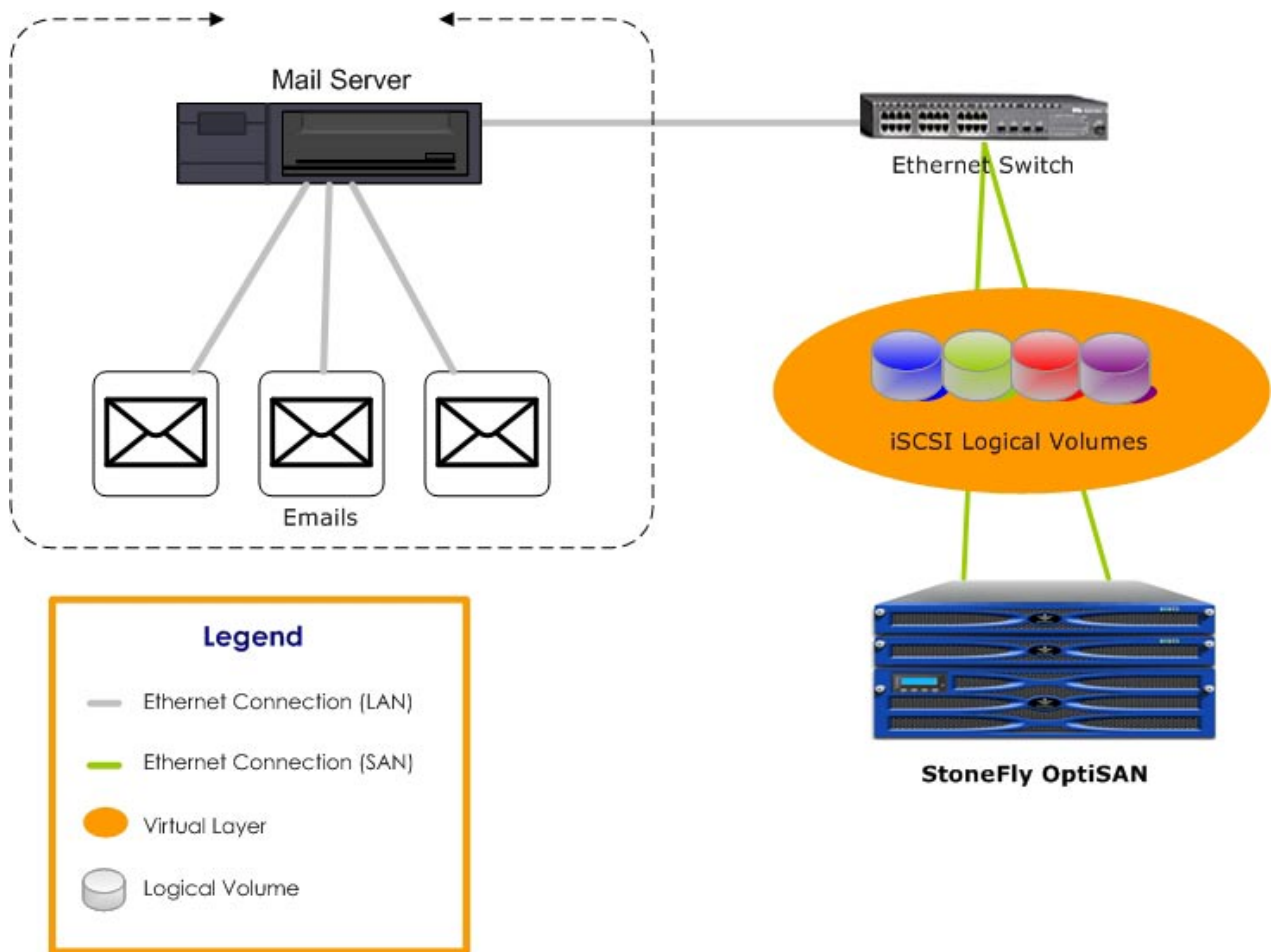 Mail Server
Ethernet Switch
iSCSI Logical Volumes
Emails
StoneFly OptiSAN
Legend
Ethernet Connection (LAN)
Ethernet Connection (SAN)
Virtual Layer
Logical Volume